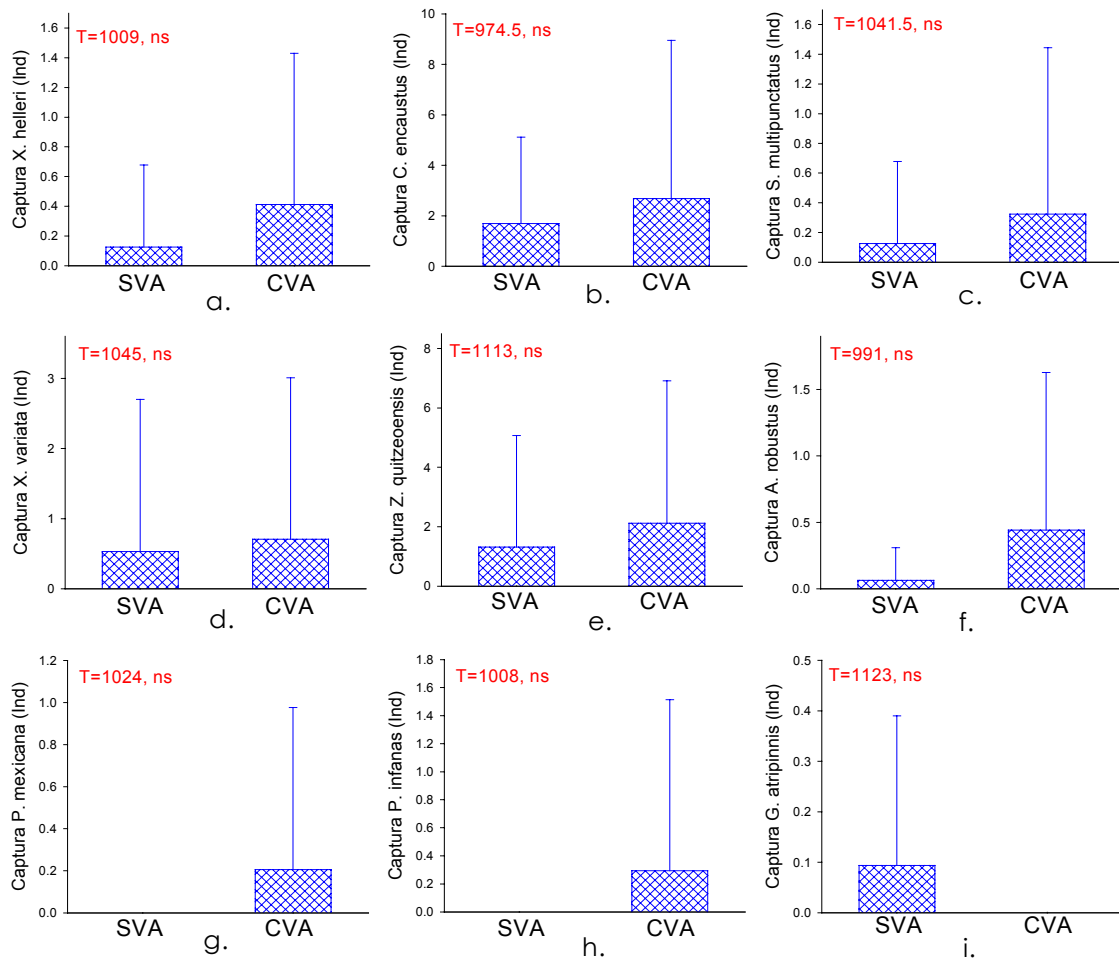 Captura X. helleri (Ind)
1.6
1.4
1.2
1.0
0.8
0.6
0.4
0.2
0.0
T=1009, ns
SVA CVA
a.
Captura C. encaustus (Ind)
10
8
6
4
2
0
T=974.5, ns
SVA CVA
b.
Captura S. multipunctatus (Ind)
1.6
1.4
1.2
1.0
0.8
0.6
0.4
0.2
0.0
T=1041.5, ns
SVA CVA
c.
Captura X. variata (Ind)
3
2
1
0
T=1045, ns
SVA CVA
d.
Captura Z. quitzeoensis (Ind)
8
6
4
2
0
T=1113, ns
SVA CVA
e.
Captura A. robustus (Ind)
1.5
1.0
0.5
0.0
T=991, ns
SVA CVA
f.
Captura P. mexicana (Ind)
1.2
1.0
0.8
0.6
0.4
0.2
0.0
T=1024, ns
SVA CVA
g.
Captura P. infanas (Ind)
1.8
1.6
1.4
1.2
1.0
0.8
0.6
0.4
0.2
0.0
T=1008, ns
SVA CVA
h.
Captura G. atripinnis (Ind)
0.5
0.4
0.3
0.2
0.1
0.0
T=1123, ns
SVA CVA
i.